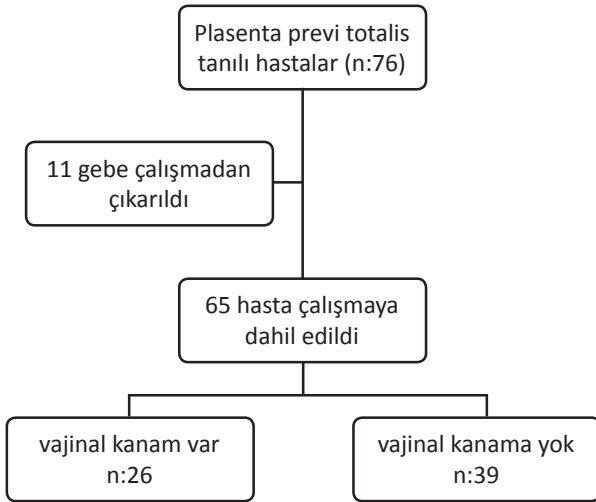 Plasenta previ totalis
tanılı hastalar (n:76)
11 gebe çalışmadan
çıkarıldı
65 hasta çalışmaya
dahil edildi
vajinal kanam var
n:26
vajinal kanama yok
n:39